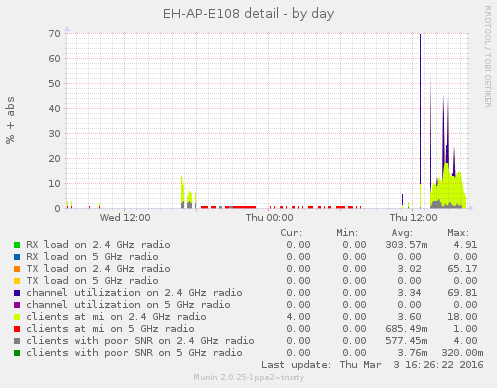 EH-AP-E108 detail - by day
RRDTOOL / TOBI OETIKER
% + abs
70
60
50
40
30
20
10
0
Wed 12:00 Thu 00:00 Thu 12:00
Cur: Min: Avg: Max:
RX load on 2.4 GHz radio 0.00 0.00 303.57m 4.91
RX load on 5 GHz radio 0.00 0.00 0.00 0.00
TX load on 2.4 GHz radio 0.00 0.00 3.02 65.17
TX load on 5 GHz radio 0.00 0.00 0.00 0.00
channel utilization on 2.4 GHz radio 0.00 0.00 3.34 69.81
channel utilization on 5 GHz radio 0.00 0.00 0.00 0.00
clients at mi on 2.4 GHz radio 4.00 0.00 3.60 18.00
clients at mi on 5 GHz radio 0.00 0.00 685.49m 1.00
clients with poor SNR on 2.4 GHz radio 0.00 0.00 577.45m 4.00
clients with poor SNR on 5 GHz radio 0.00 0.00 3.76m 320.00m
Last update: Thu Mar 3 16:26:22 2016
Munin 2.0.25-1ppa2~trusty